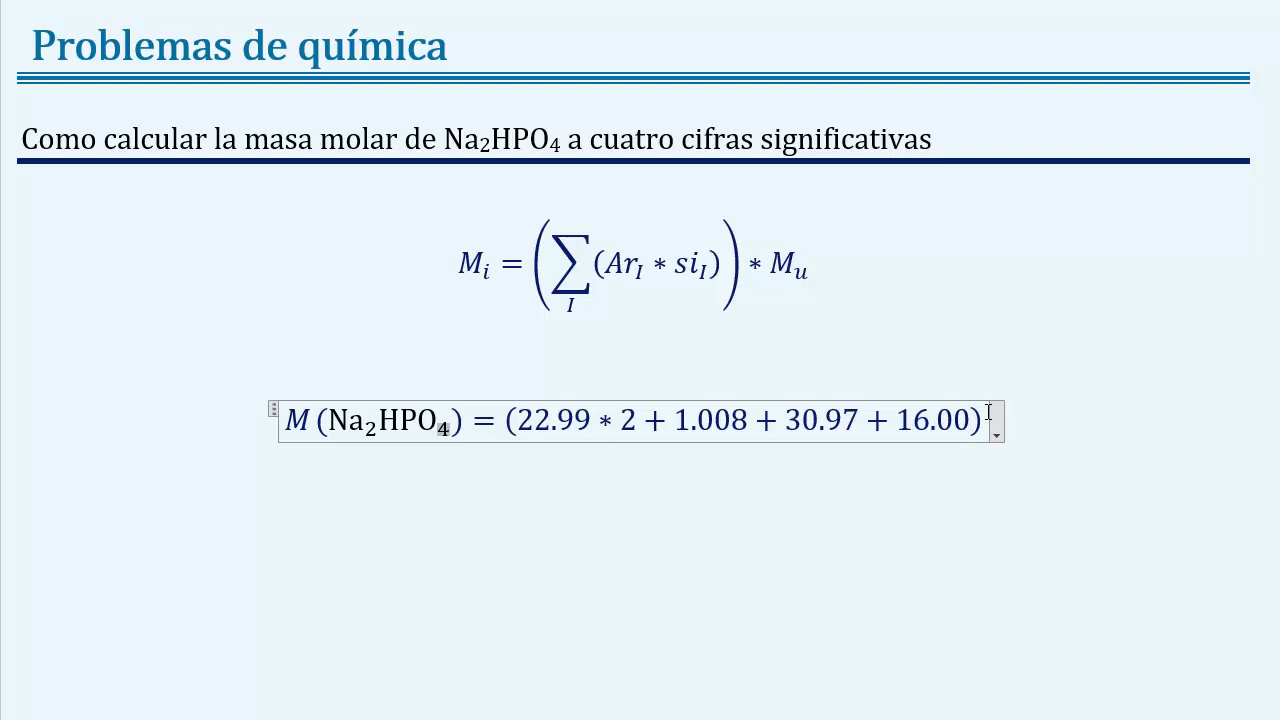 Problemas de química
Como calcular la masa molar de Na₂HPO₄ a cuatro cifras significativas
M_i = (∑_I (Ar_I * si_I)) * M_u
M (Na₂HPO₄) = (22.99 * 2 + 1.008 + 30.97 + 16.00)